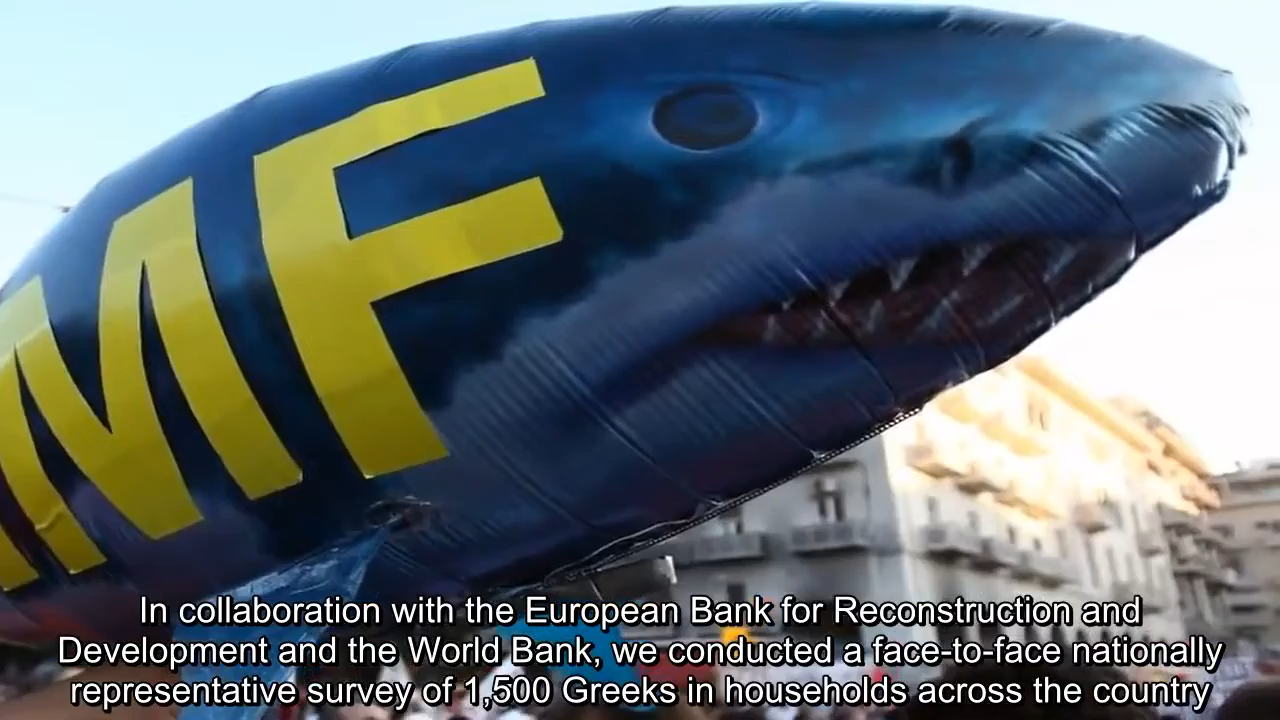 MF
In collaboration with the European Bank for Reconstruction and
Development and the World Bank, we conducted a face-to-face nationally
representative survey of 1,500 Greeks in households across the country